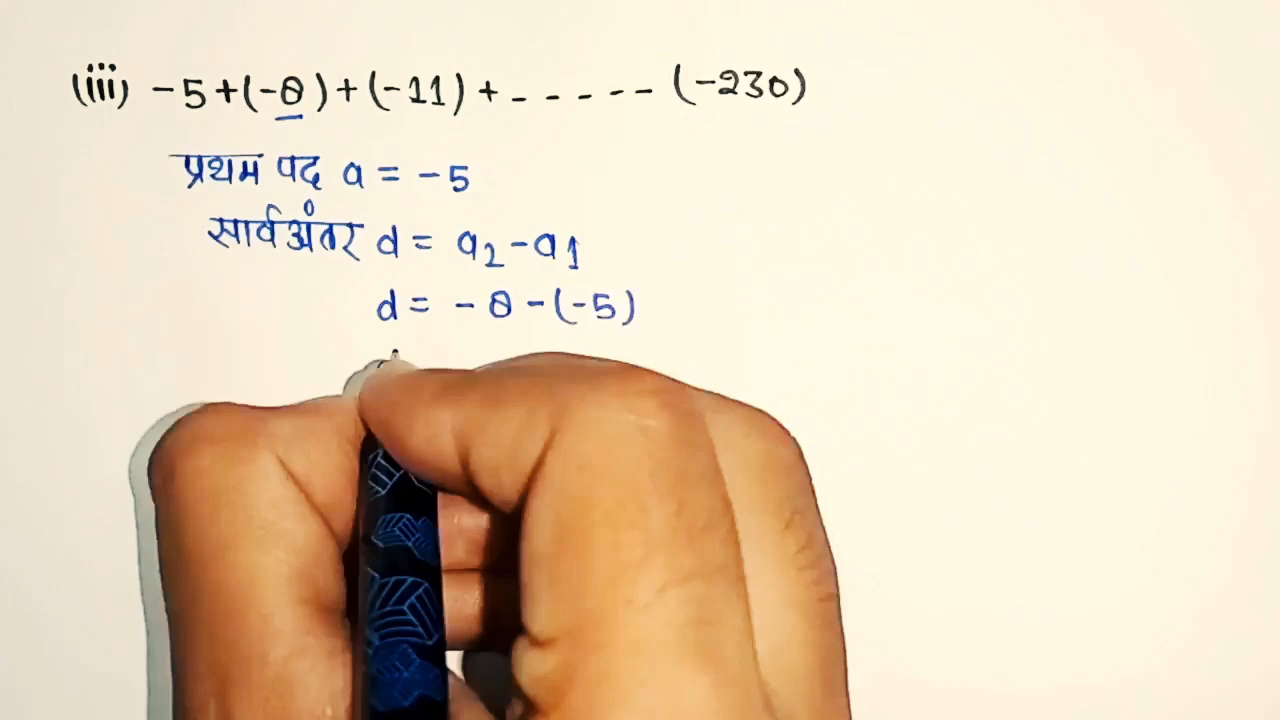 (iii) -5+(-8)+(-11)+----- (-230)
प्रथम पद a = -5
सार्वअंतर d = a₂-a₁
d = -8-(-5)